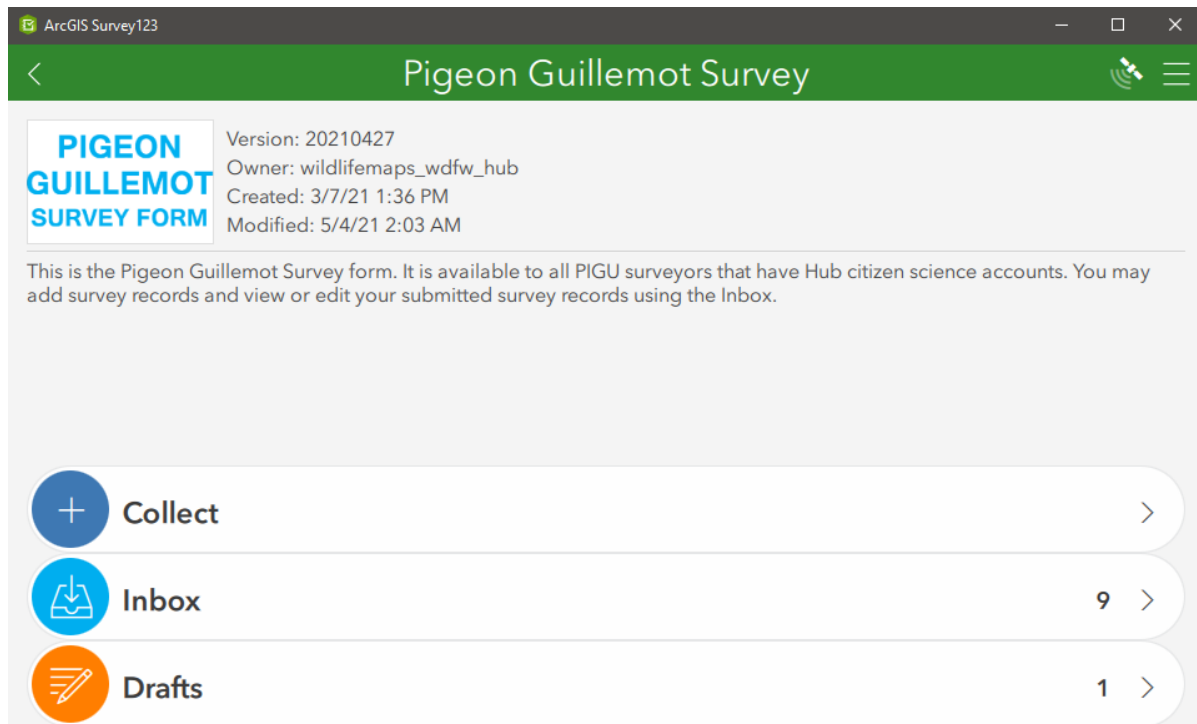 ArcGIS Survey123
Pigeon Guillemot Survey
PIGEON
GUILLEMOT
SURVEY FORM
Version: 20210427
Owner: wildlifemaps_wdfw_hub
Created: 3/7/21 1:36 PM
Modified: 5/4/21 2:03 AM
This is the Pigeon Guillemot Survey form. It is available to all PIGU surveyors that have Hub citizen science accounts. You may
add survey records and view or edit your submitted survey records using the Inbox.
Collect
Inbox 9
Drafts 1